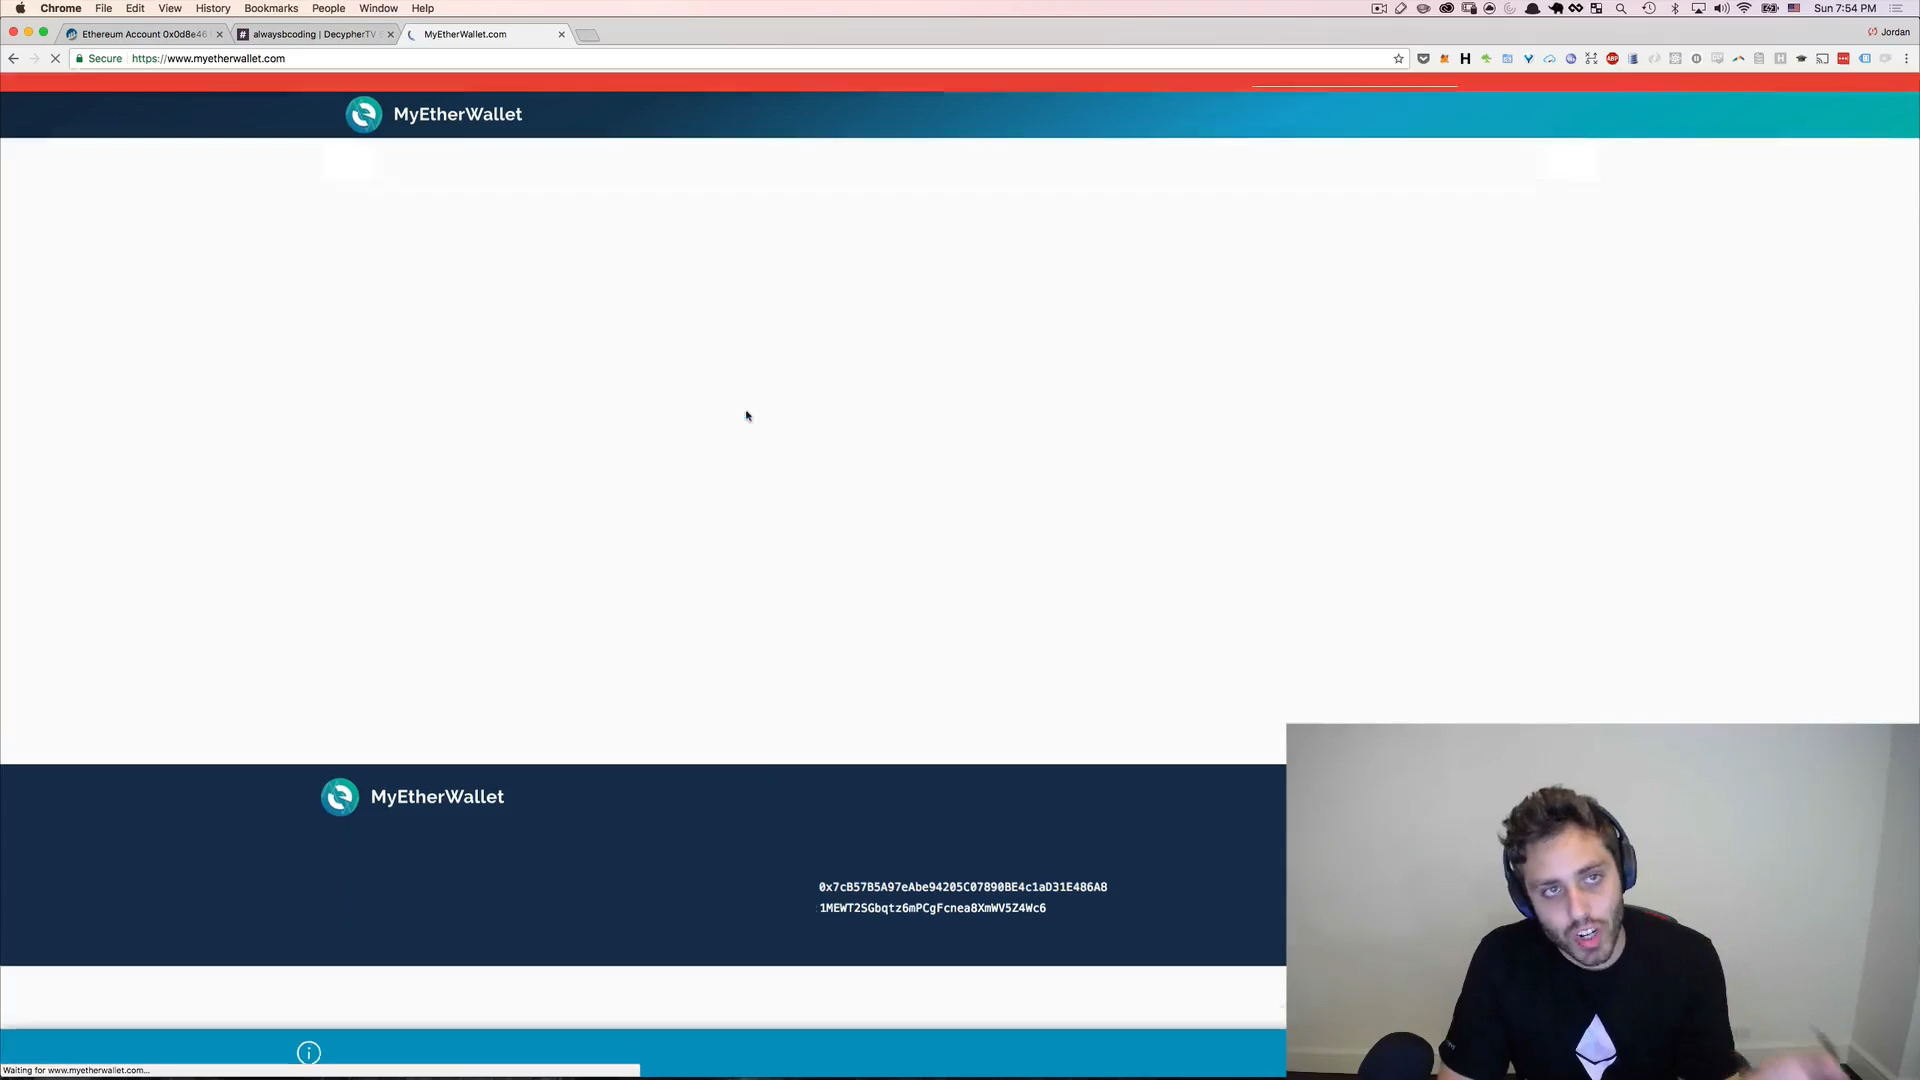 Chrome File Edit View History Bookmarks People Window Help
Sun 7:54 PM
Ethereum Account 0x0d8e46
alwaysbcoding | DecypherTV
MyEtherWallet.com
Jordan
Secure https://www.myetherwallet.com
MyEtherWallet
MyEtherWallet
0x7cB57B5A97eAbe94205C07890BE4c1aD31E486A8
1MEWT2SGbqtz6mPCgFcnea8XmWV5Z4Wc6
Waiting for www.myetherwallet.com...